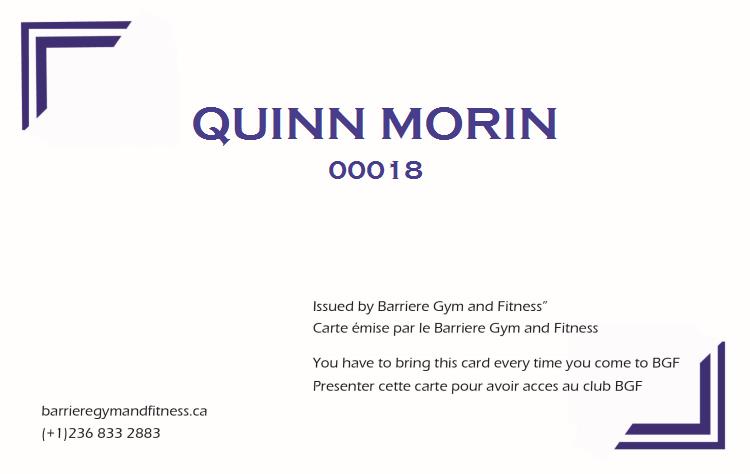 QUINN MORIN
00018
Issued by Barriere Gym and Fitness”
Carte émise par le Barriere Gym and Fitness
You have to bring this card every time you come to BGF
Presenter cette carte pour avoir acces au club BGF
barrieregymandfitness.ca
(+1)236 833 2883